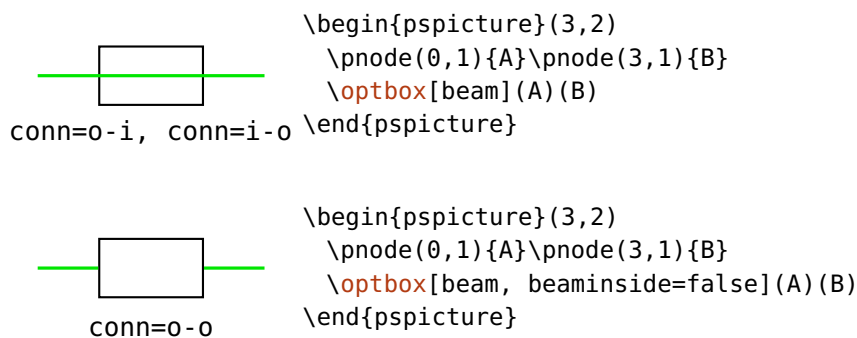 \begin{pspicture}(3,2)
\pnode(0,1){A}\pnode(3,1){B}
\optbox[beam](A)(B)
\end{pspicture}
conn=o-i, conn=i-o
\begin{pspicture}(3,2)
\pnode(0,1){A}\pnode(3,1){B}
\optbox[beam, beaminside=false](A)(B)
\end{pspicture}
conn=o-o